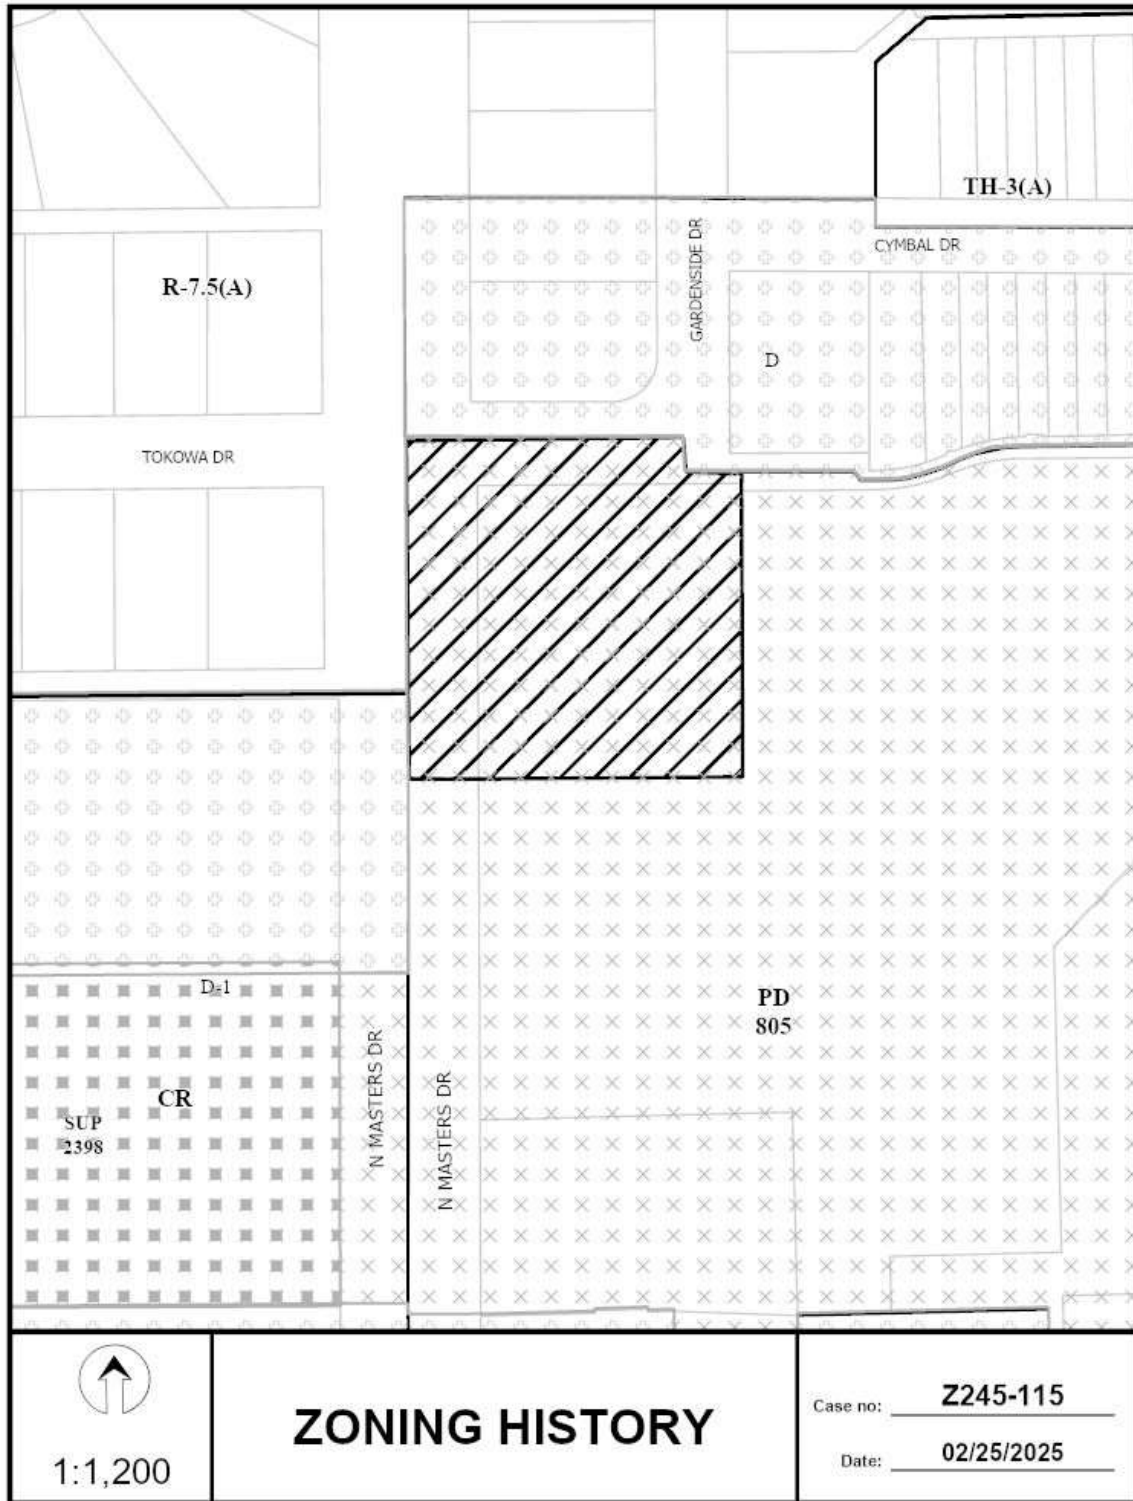 TH-3(A)
CYMBAL DR
GARDENSIDE DR
R-7.5(A)
D
TOKOWA DR
D-1
PD
805
N MASTERS DR
N MASTERS DR
CR
SUP
2398
1:1,200
ZONING HISTORY
Case no: Z245-115
Date: 02/25/2025